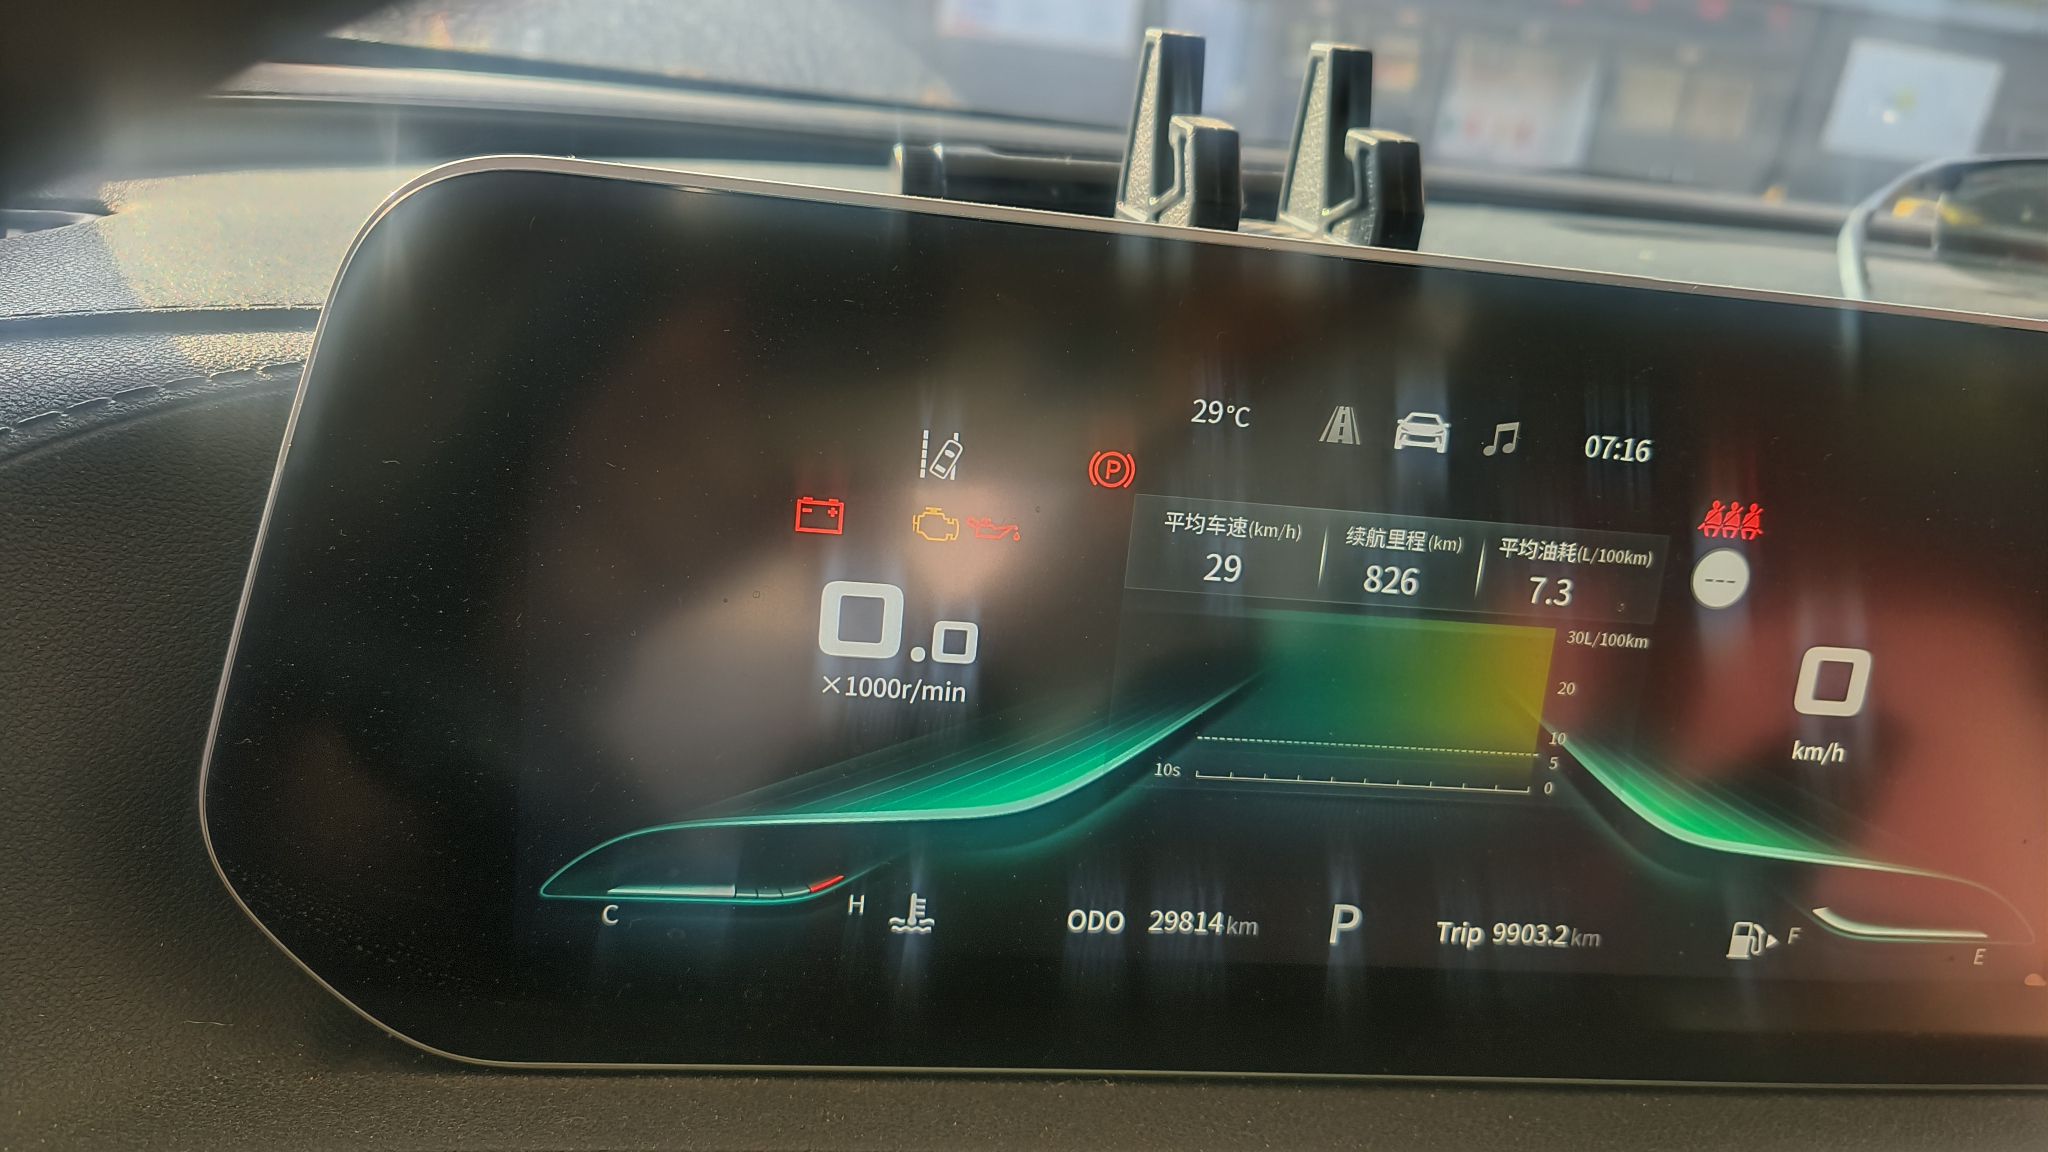 29°C
07:16
P
平均车速(km/h)
29
续航里程(km)
826
平均油耗(L/100km)
7.3
---
0.0
×1000r/min
30L/100km
20
10
5
0
10s
0
km/h
C
H
ODO 29814km
P
Trip 9903.2km
F
E